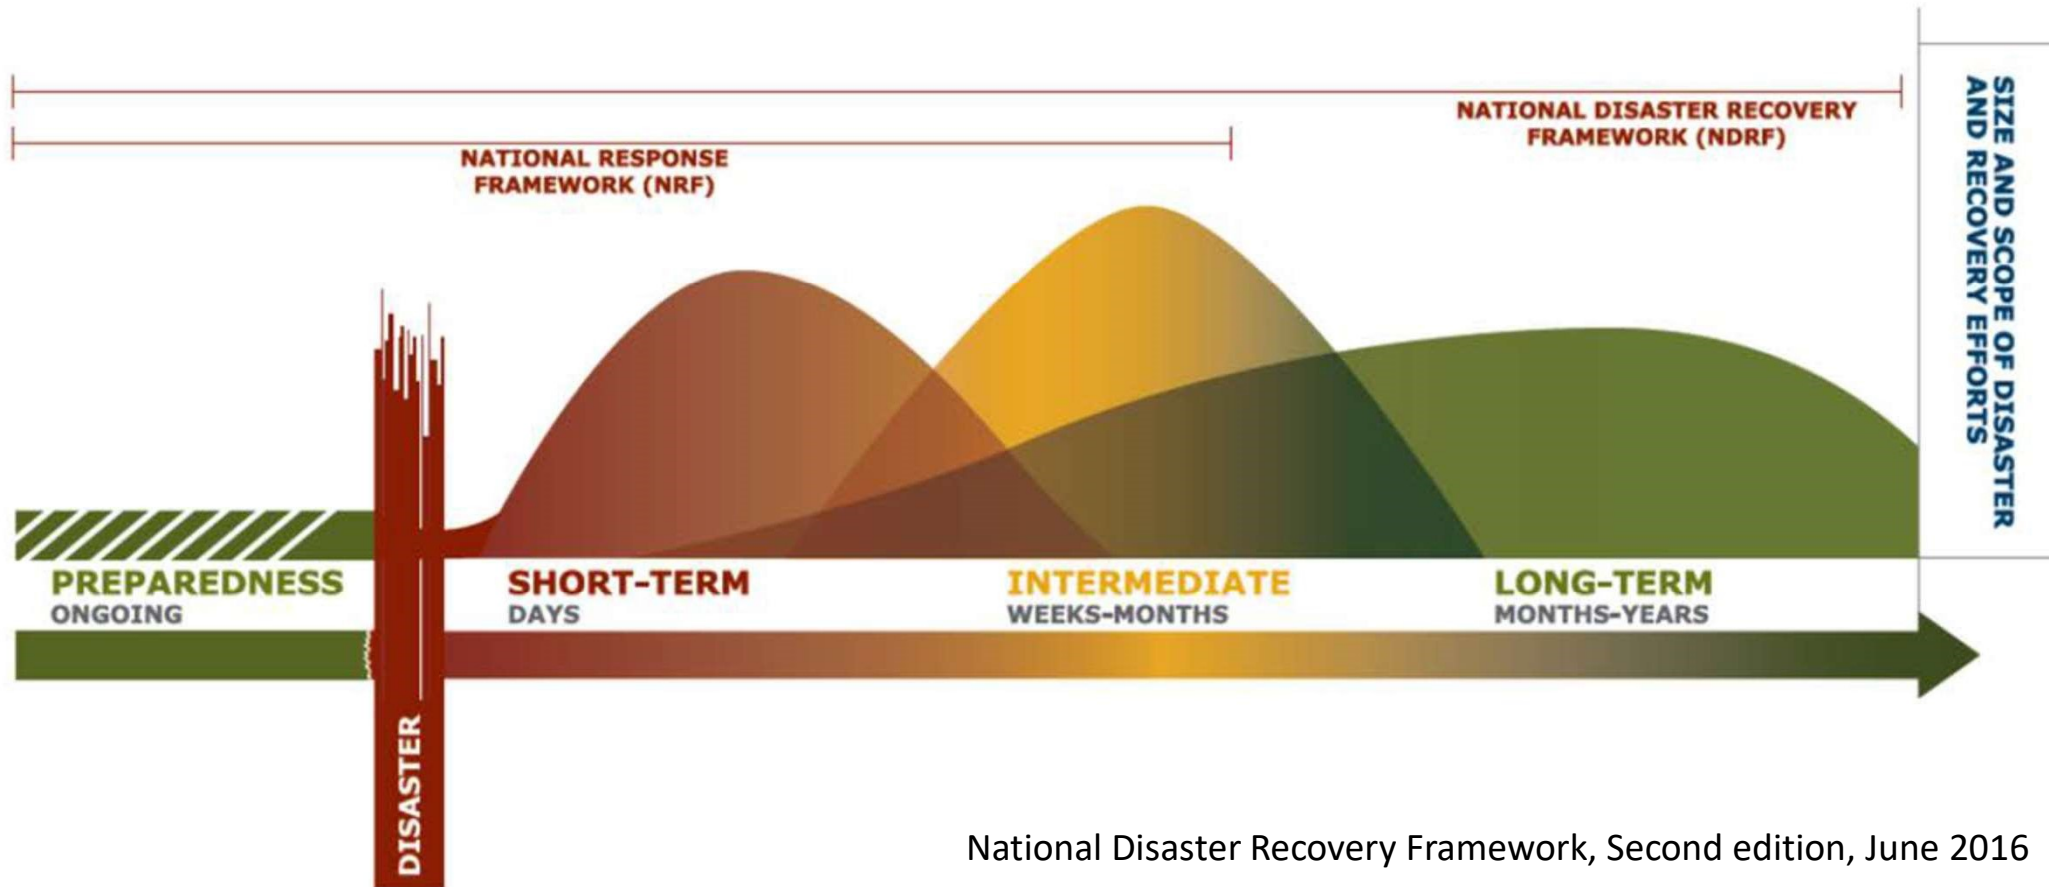 NATIONAL DISASTER RECOVERY
FRAMEWORK (NDRF)
NATIONAL RESPONSE
FRAMEWORK (NRF)
SIZE AND SCOPE OF DISASTER
AND RECOVERY EFFORTS
PREPAREDNESS
ONGOING
SHORT-TERM
DAYS
INTERMEDIATE
WEEKS-MONTHS
LONG-TERM
MONTHS-YEARS
DISASTER
National Disaster Recovery Framework, Second edition, June 2016